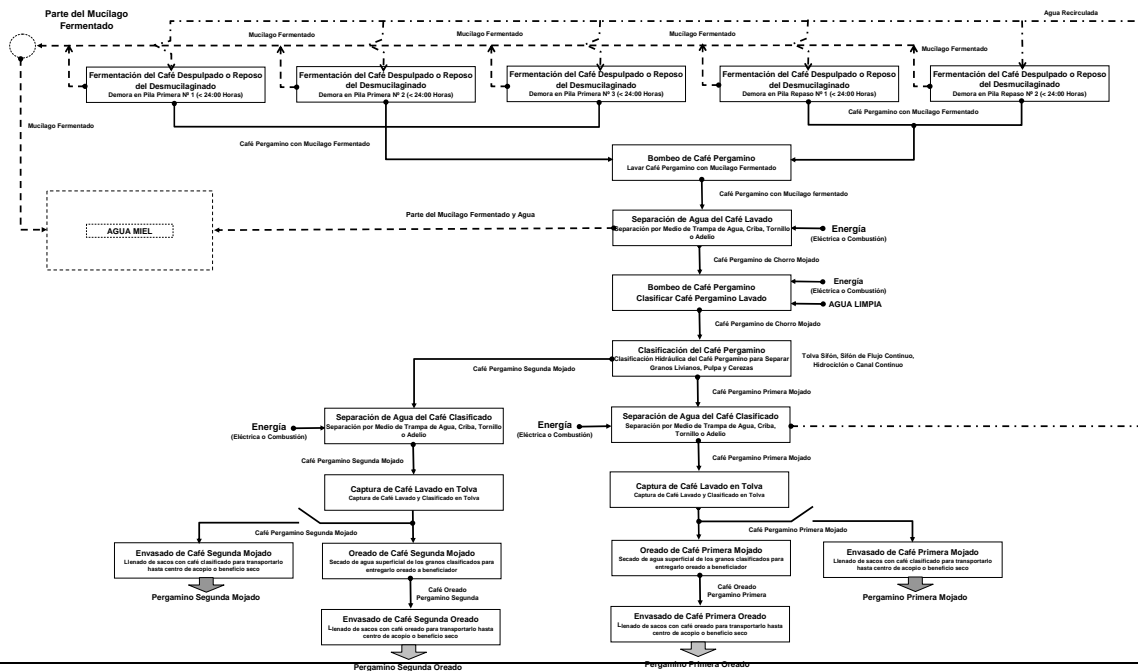 Parte del Mucílago
Fermentado
Agua Recirculada
Mucílago Fermentado
Mucílago Fermentado
Mucílago Fermentado
Mucílago Fermentado
Mucílago Fermentado
Fermentación del Café Despulpado o Reposo
del Desmucilaginado
Demora en Pila Primera Nº 1 (< 24:00 Horas)
Fermentación del Café Despulpado o Reposo
del Desmucilaginado
Demora en Pila Primera Nº 2 (< 24:00 Horas)
Fermentación del Café Despulpado o Reposo
del Desmucilaginado
Demora en Pila Primera Nº 3 (< 24:00 Horas)
Fermentación del Café Despulpado o Reposo
del Desmucilaginado
Demora en Pila Repaso Nº 1 (< 24:00 Horas)
Fermentación del Café Despulpado o Reposo
del Desmucilaginado
Demora en Pila Repaso Nº 2 (< 24:00 Horas)
Mucílago Fermentado
Café Pergamino con Mucílago Fermentado
Café Pergamino con Mucílago Fermentado
Bombeo de Café Pergamino
Lavar Café Pergamino con Mucílago Fermentado
Café Pergamino con Mucílago fermentado
Parte del Mucílago Fermentado y Agua
AGUA MIEL
Separación de Agua del Café Lavado
Separación por Medio de Trampa de Agua, Criba, Tornillo
o Adelio
Energía
(Eléctrica o Combustión)
Café Pergamino de Chorro Mojado
Bombeo de Café Pergamino
Clasificar Café Pergamino Lavado
Energía
(Eléctrica o Combustión)
AGUA LIMPIA
Café Pergamino de Chorro Mojado
Clasificación del Café Pergamino
Clasificación Hidráulica del Café Pergamino para Separar
Granos Livianos, Pulpa y Cerezas
Tolva Sifón, Sifón de Flujo Continuo,
Hidrociclón o Canal Continuo
Café Pergamino Segunda Mojado
Café Pergamino Primera Mojado
Energía
(Eléctrica o Combustión)
Separación de Agua del Café Clasificado
Separación por Medio de Trampa de Agua, Criba, Tornillo
o Adelio
Energía
(Eléctrica o Combustión)
Separación de Agua del Café Clasificado
Separación por Medio de Trampa de Agua, Criba,
Tornillo o Adelio
Café Pergamino Segunda Mojado
Café Pergamino Primera Mojado
Captura de Café Lavado en Tolva
Captura de Café Lavado y Clasificado en Tolva
Captura de Café Lavado en Tolva
Captura de Café Lavado y Clasificado en Tolva
Café Pergamino Segunda Mojado
Café Pergamino Primera Mojado
Envasado de Café Segunda Mojado
Llenado de sacos con café clasificado para transportarlo
hasta centro de acopio o beneficio seco
Oreado de Café Segunda Mojado
Secado de agua superficial de los granos clasificados para
entregarlo oreado a beneficiador
Oreado de Café Primera Mojado
Secado de agua superficial de los granos clasificados para
entregarlo oreado a beneficiador
Envasado de Café Primera Mojado
Llenado de sacos con café clasificado para transportarlo
hasta centro de acopio o beneficio seco
Pergamino Segunda Mojado
Café Oreado
Pergamino Segunda
Café Oreado
Pergamino Primera
Pergamino Primera Mojado
Envasado de Café Segunda Oreado
Llenado de sacos con café oreado para transportarlo hasta
centro de acopio o beneficio seco
Envasado de Café Primera Oreado
Llenado de sacos con café oreado para transportarlo hasta
centro de acopio o beneficio seco
Pergamino Segunda Oreado
Pergamino Primera Oreado